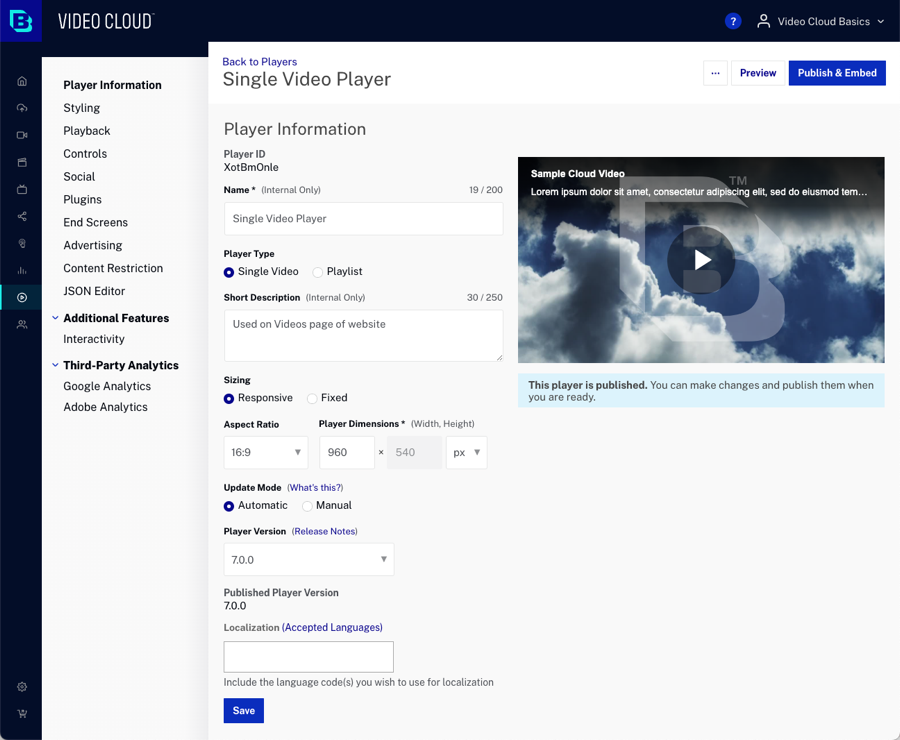 VIDEO CLOUD™
?
Video Cloud Basics
Player Information
Styling
Playback
Controls
Social
Plugins
End Screens
Advertising
Content Restriction
JSON Editor
Additional Features
Interactivity
Third-Party Analytics
Google Analytics
Adobe Analytics
Back to Players
Single Video Player
...
Preview
Publish & Embed
Player Information
Player ID
XotBmOnle
Name * (Internal Only) 19 / 200
Single Video Player
Player Type
Single Video Playlist
Short Description (Internal Only) 30 / 250
Used on Videos page of website
Sizing
Responsive Fixed
Aspect Ratio Player Dimensions * (Width, Height)
16:9 960 × 540 px
Update Mode (What's this?)
Automatic Manual
Player Version (Release Notes)
7.0.0
Published Player Version
7.0.0
Localization (Accepted Languages)
Include the language code(s) you wish to use for localization
Save
Sample Cloud Video
TM
Lorem ipsum dolor sit amet, consectetur adipiscing elit, sed do eiusmod tem...
This player is published. You can make changes and publish them when
you are ready.